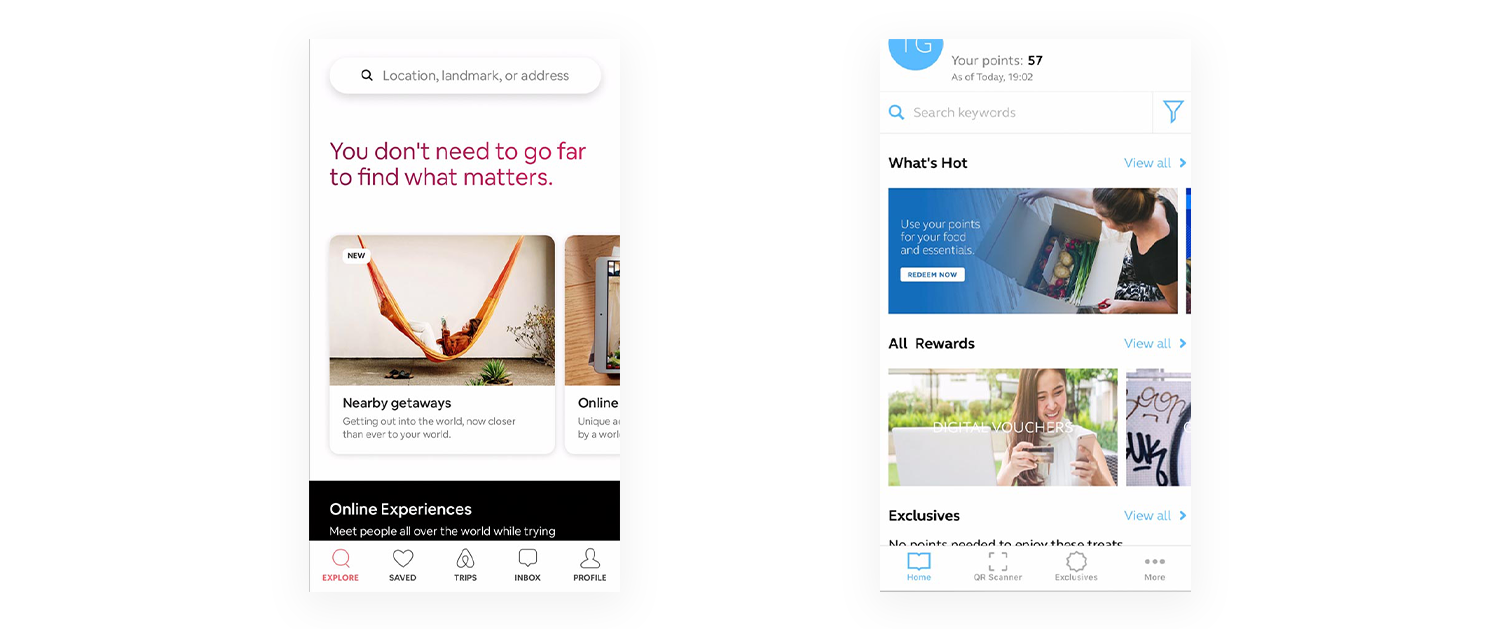 Location, landmark, or address
You don't need to go far
to find what matters.
NEW
Nearby getaways
Getting out into the world, now closer
than ever to your world.
Online
Unique
by a
Online Experiences
Meet people all over the world while trying
EXPLORE
SAVED
TRIPS
INBOX
PROFILE
TG
Your points: 57
As of Today, 19:02
Search keywords
What's Hot
View all
Use your points
for your food
and essentials.
REDEEM NOW
All Rewards
View all
DIGITAL VOUCHERS
Exclusives
View all
No points needed to enjoy these treats
Home
QR Scanner
Exclusives
More